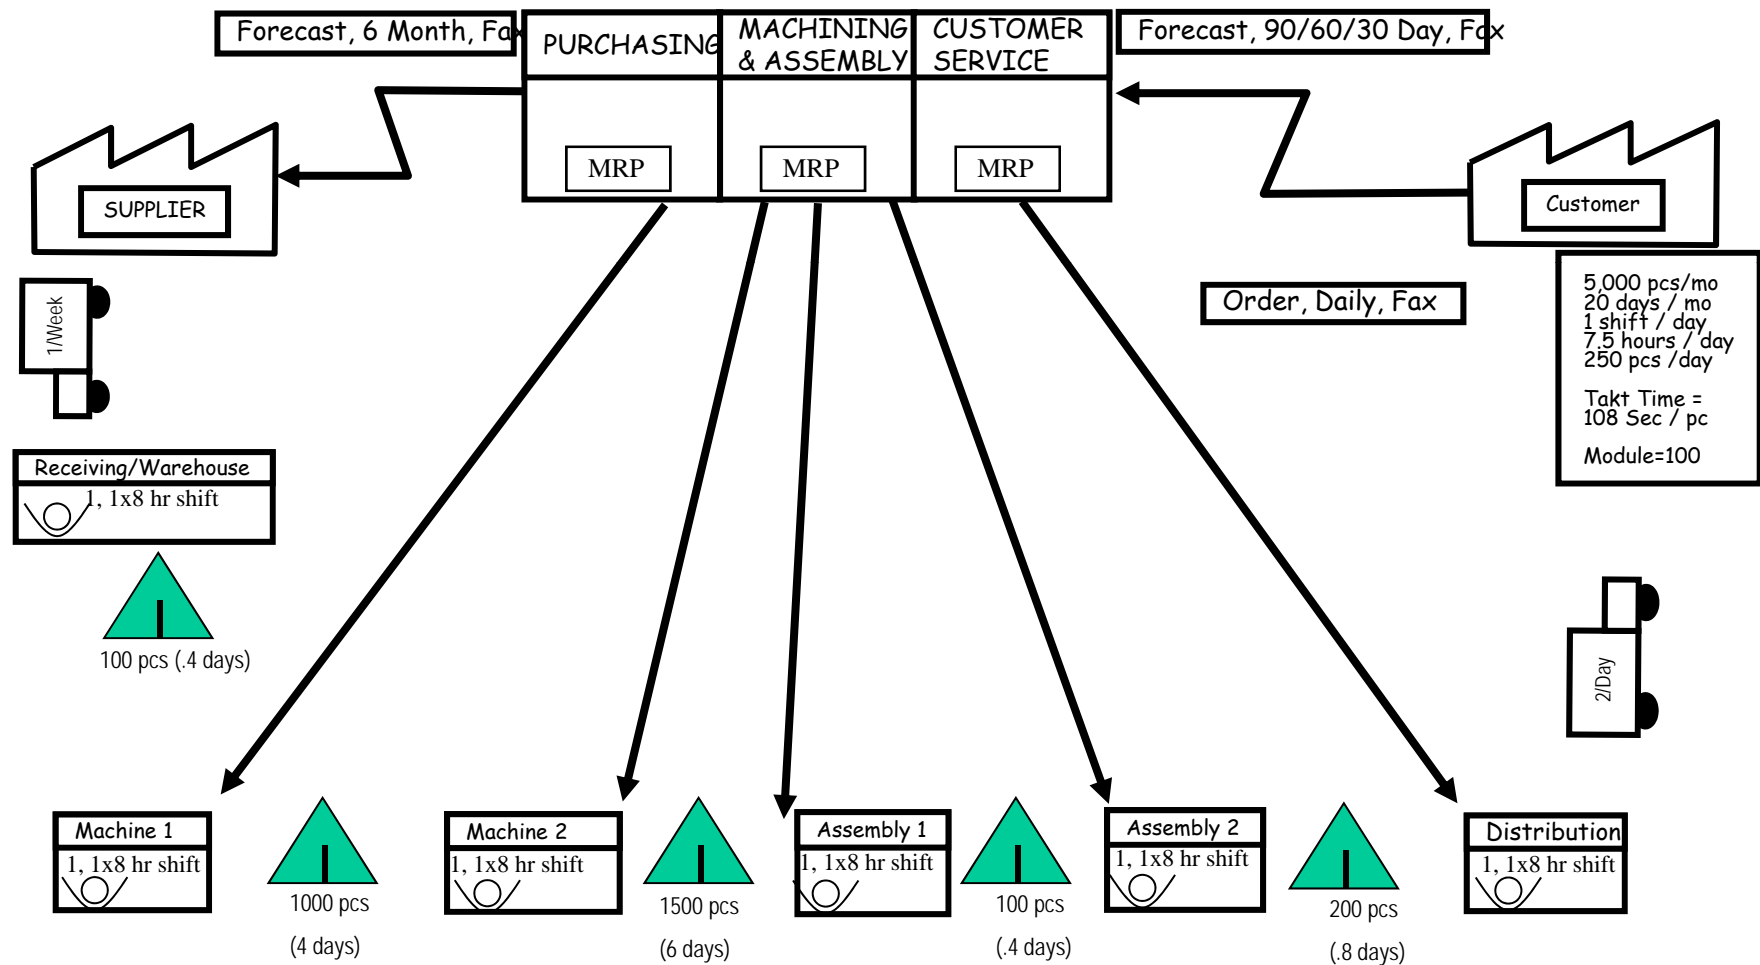 Forecast, 6 Month, Fax
PURCHASING
MACHINING
& ASSEMBLY
CUSTOMER
SERVICE
Forecast, 90/60/30 Day, Fax
MRP
MRP
MRP
SUPPLIER
Customer
1/Week
Order, Daily, Fax
5,000 pcs/mo
20 days / mo
1 shift / day
7.5 hours / day
250 pcs /day
Takt Time =
108 Sec / pc
Module=100
Receiving/Warehouse
1, 1x8 hr shift
100 pcs (.4 days)
2/Day
Machine 1
1, 1x8 hr shift
1000 pcs
(4 days)
Machine 2
1, 1x8 hr shift
1500 pcs
(6 days)
Assembly 1
1, 1x8 hr shift
100 pcs
(.4 days)
Assembly 2
1, 1x8 hr shift
200 pcs
(.8 days)
Distribution
1, 1x8 hr shift